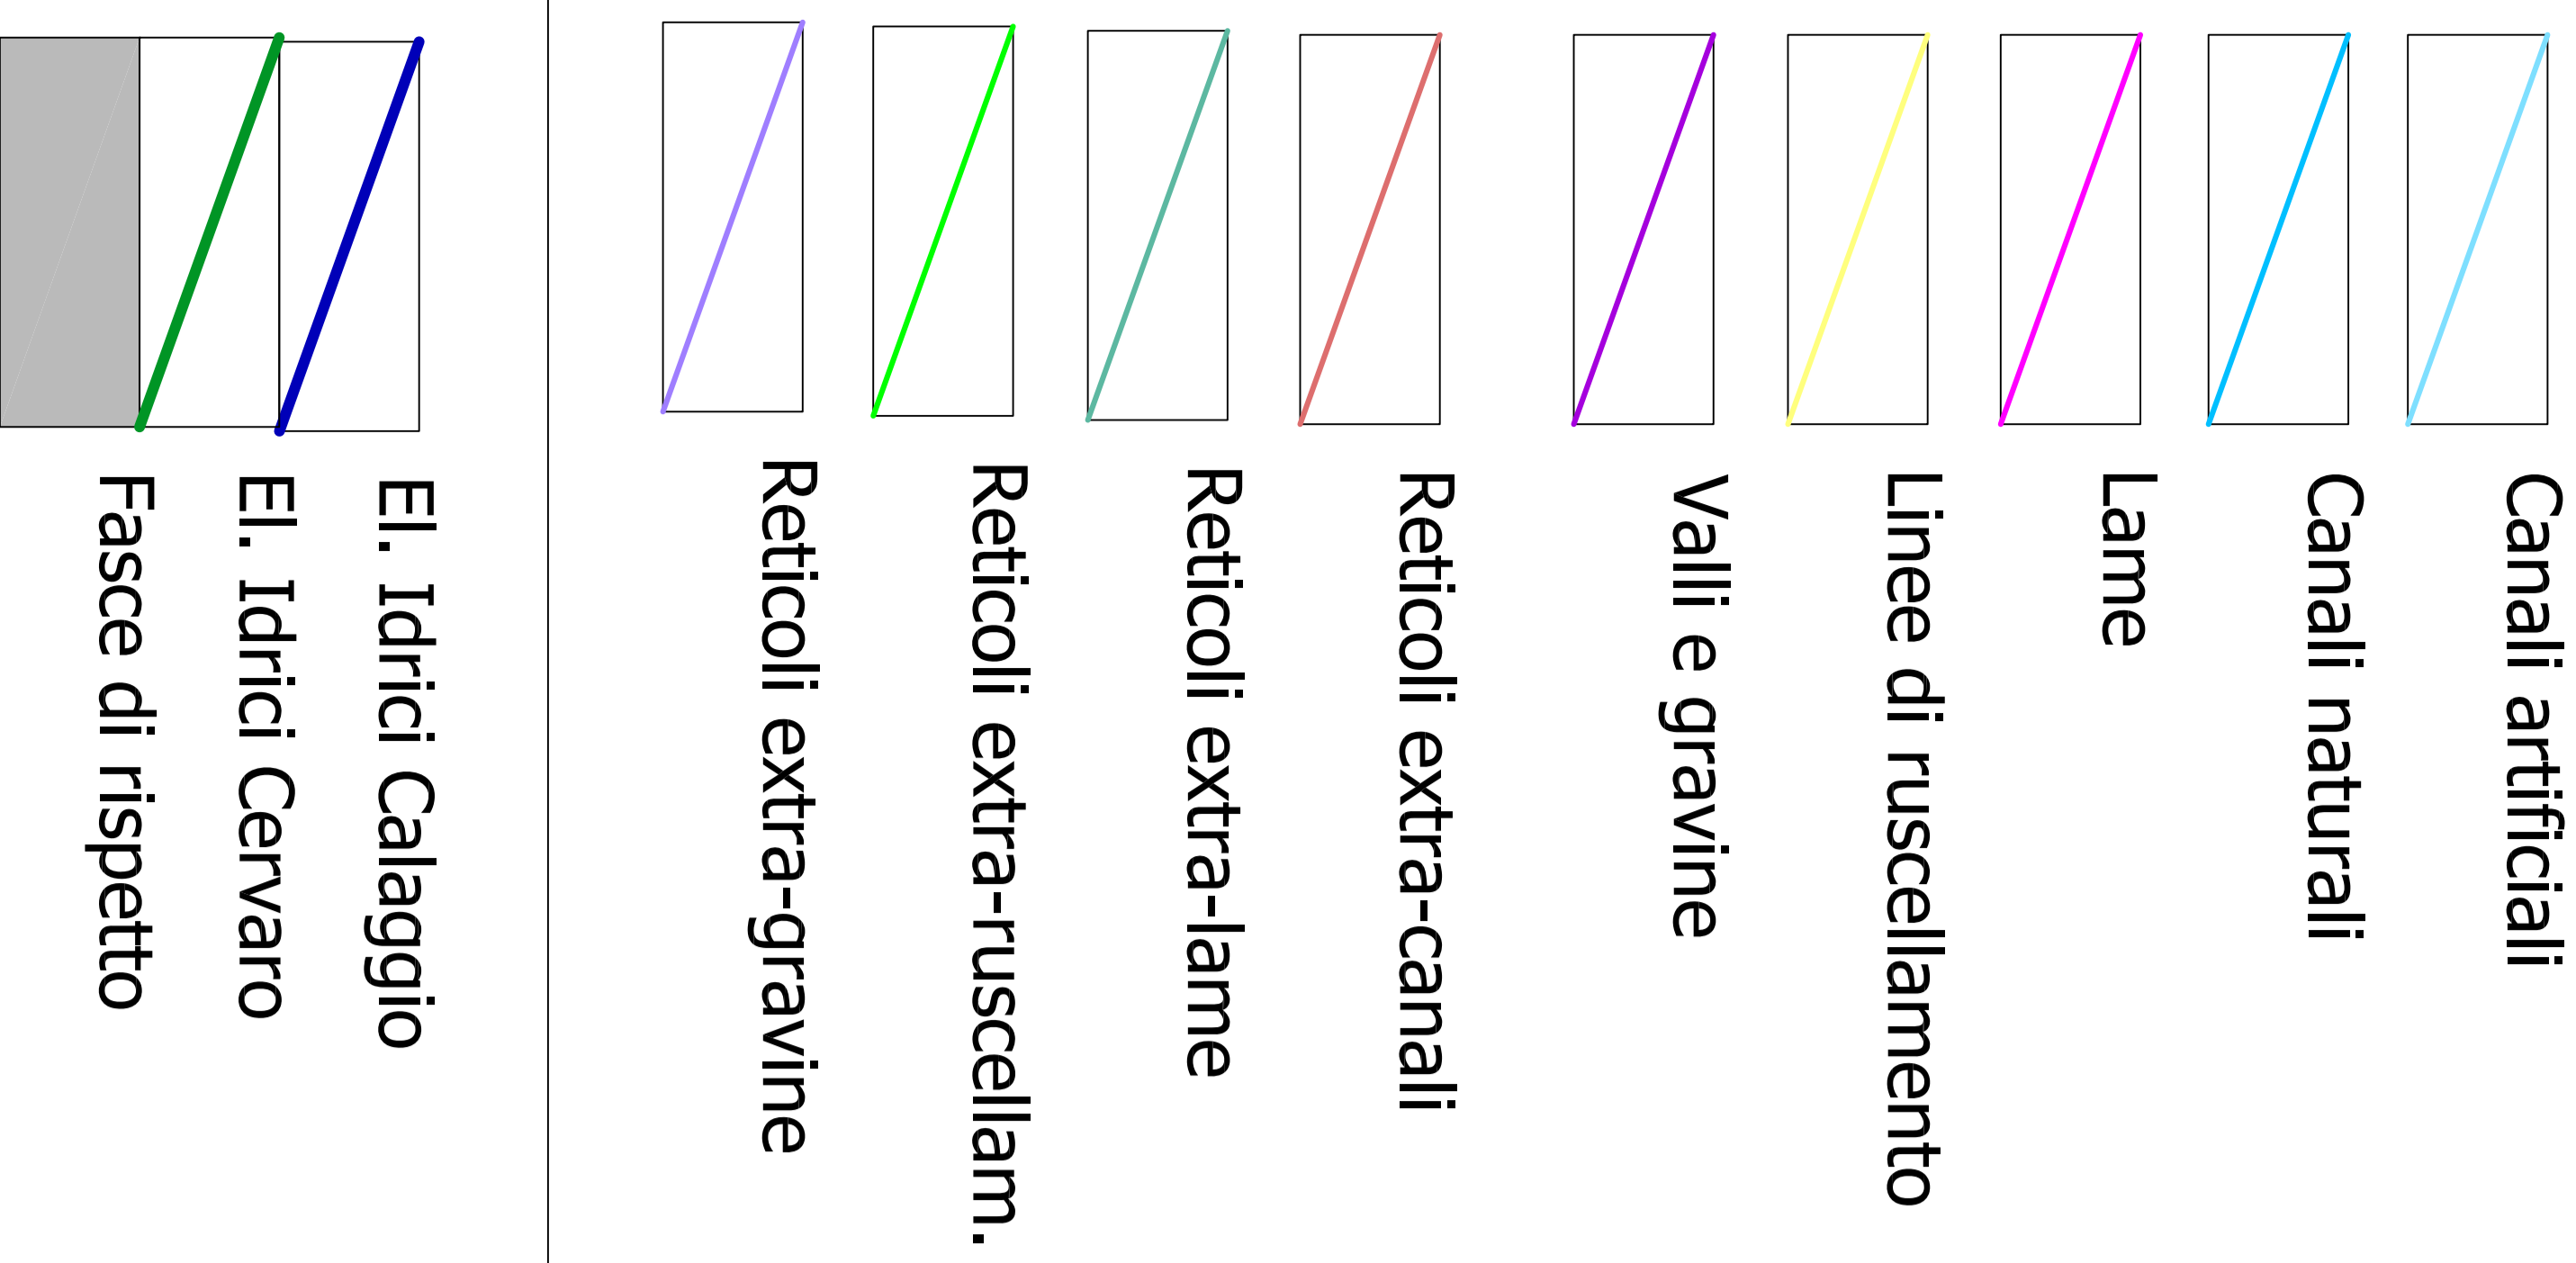 Canali artificiali
Canali naturali
Lame
Linee di ruscellamento
Valli e gravine
Reticoli extra-canali
Reticoli extra-lame
Reticoli extra-ruscellam.
Reticoli extra-gravine
El. Idrici Calaggio
El. Idrici Cervaro
Fasce di rispetto